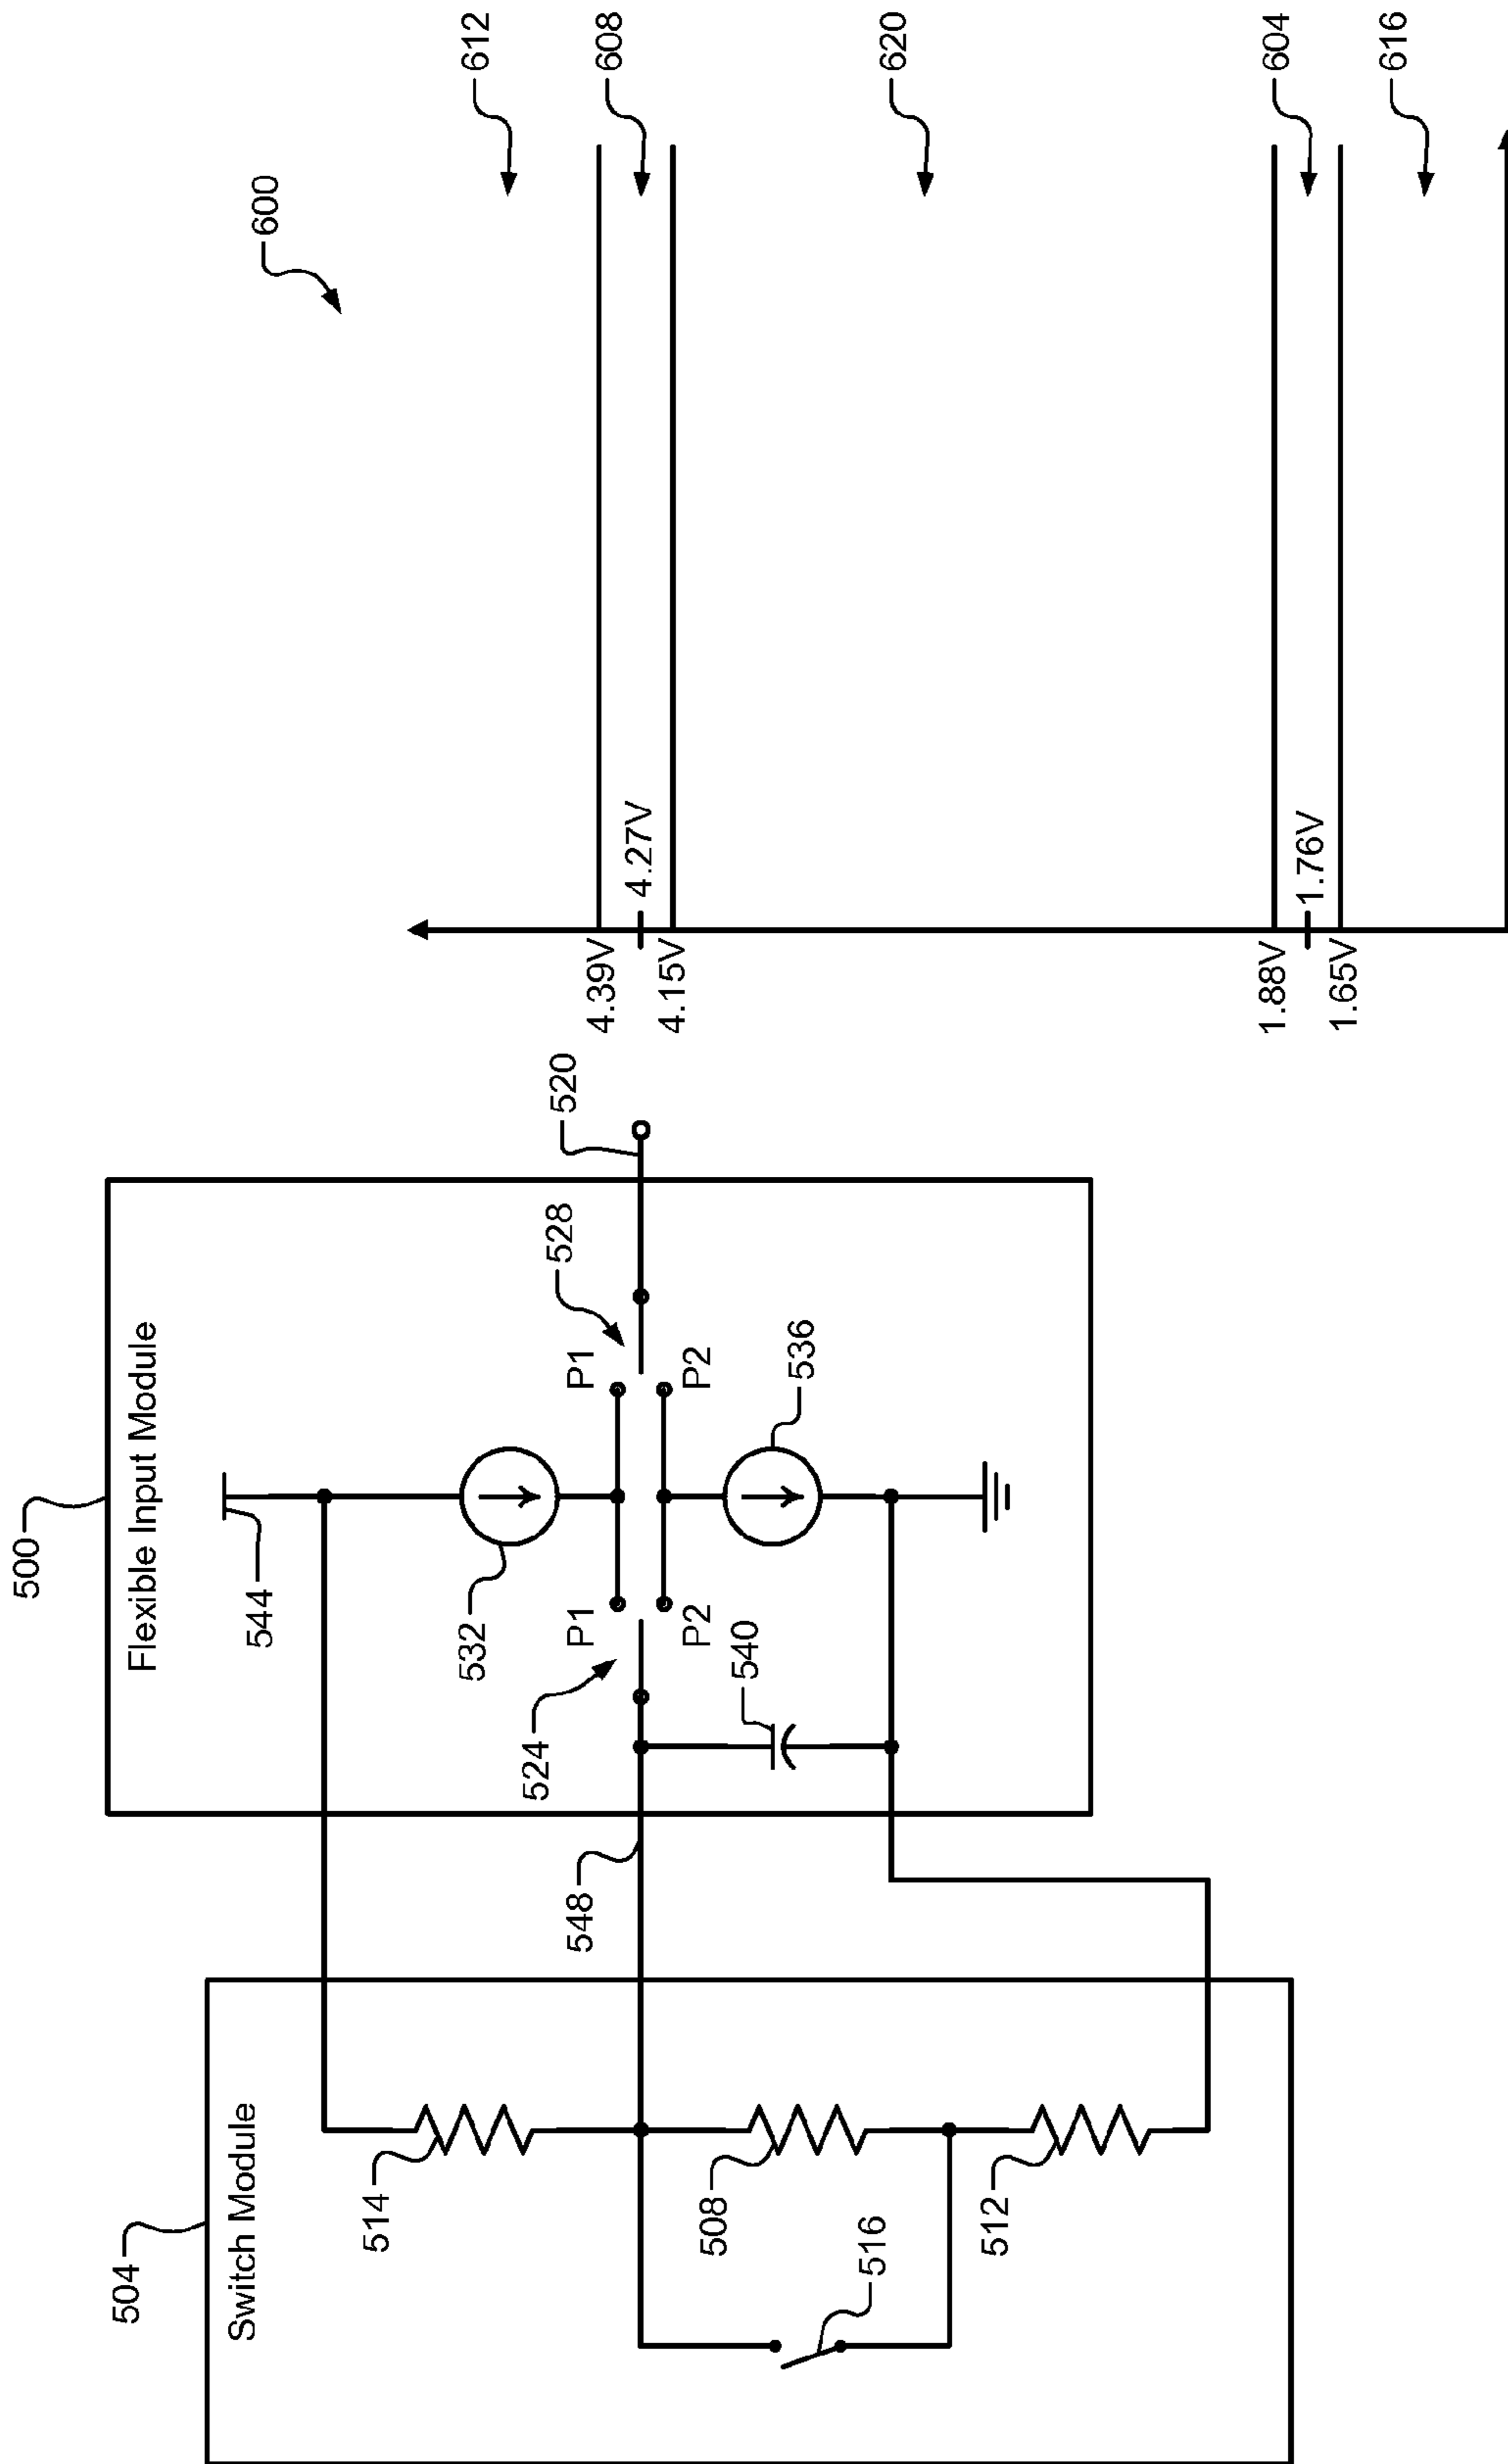 504
Switch Module
514
508
516
512
548
500
Flexible Input Module
544
532
524
P1
P2
540
P1
P2
528
536
520
600
4.39V
4.27V
4.15V
1.88V
1.76V
1.65V
612
608
620
604
616